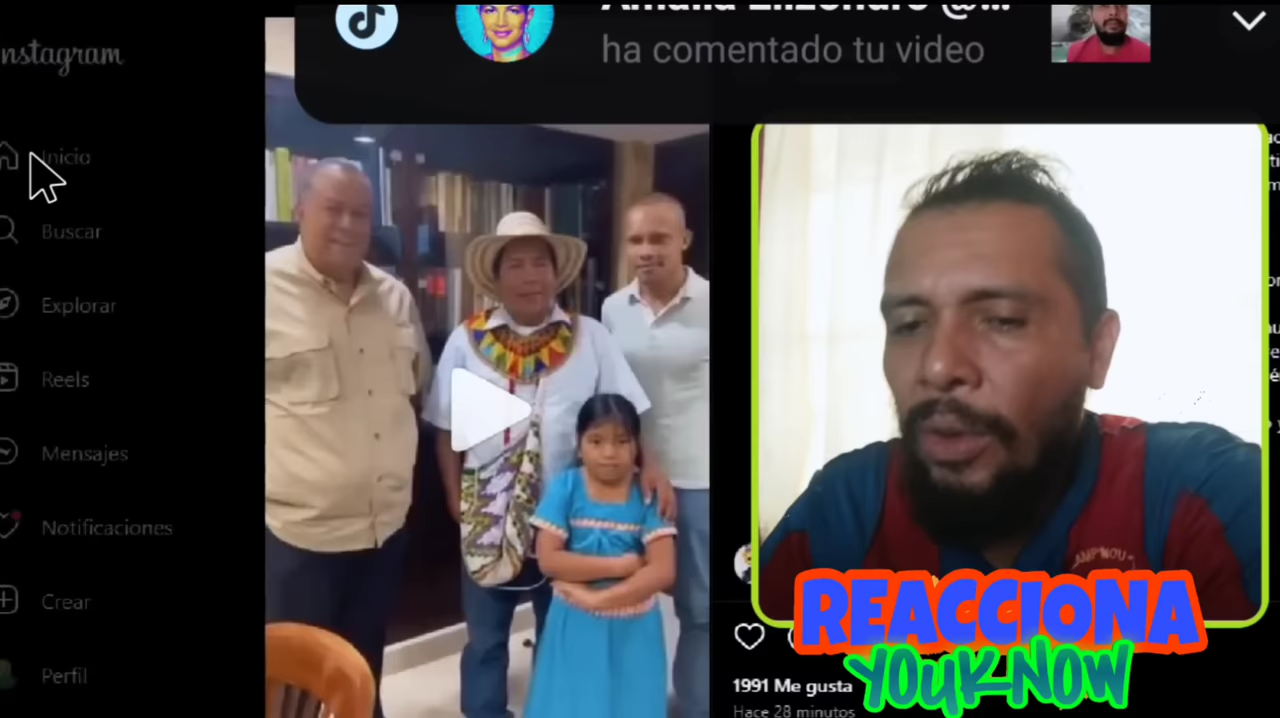 nstagram
ha comentado tu video
Inicio
Buscar
Explorar
Reels
Mensajes
Notificaciones
Crear
Perfil
REACCIONA
YOUK-NOW
1991 Me gusta
Hace 28 minutos